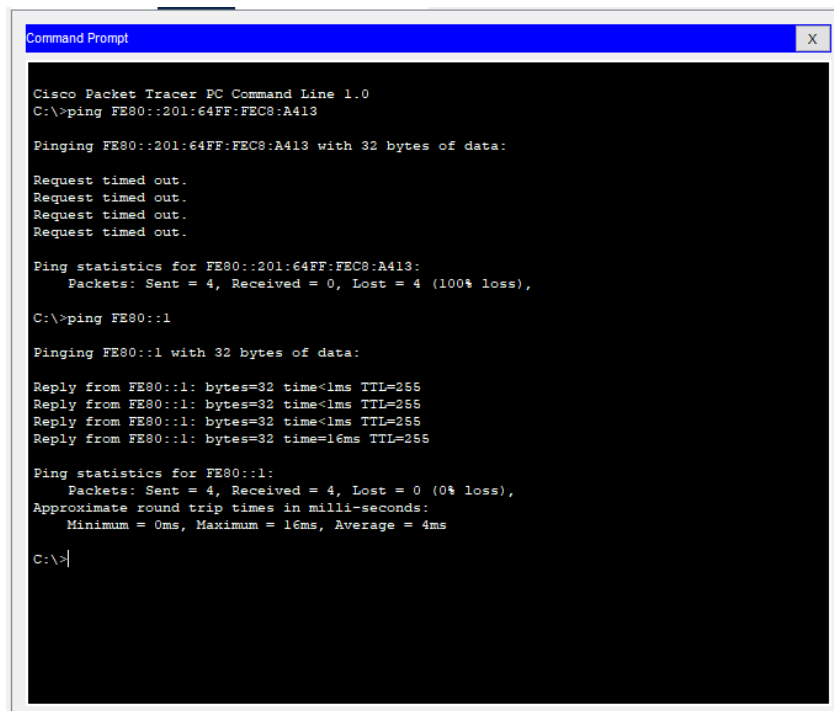 Command Prompt
X
Cisco Packet Tracer PC Command Line 1.0
C:\>ping FE80::201:64FF:FEC8:A413
Pinging FE80::201:64FF:FEC8:A413 with 32 bytes of data:
Request timed out.
Request timed out.
Request timed out.
Request timed out.
Ping statistics for FE80::201:64FF:FEC8:A413:
Packets: Sent = 4, Received = 0, Lost = 4 (100% loss),
C:\>ping FE80::1
Pinging FE80::1 with 32 bytes of data:
Reply from FE80::1: bytes=32 time<1ms TTL=255
Reply from FE80::1: bytes=32 time<1ms TTL=255
Reply from FE80::1: bytes=32 time<1ms TTL=255
Reply from FE80::1: bytes=32 time=16ms TTL=255
Ping statistics for FE80::1:
Packets: Sent = 4, Received = 4, Lost = 0 (0% loss),
Approximate round trip times in milli-seconds:
Minimum = 0ms, Maximum = 16ms, Average = 4ms
C:\>